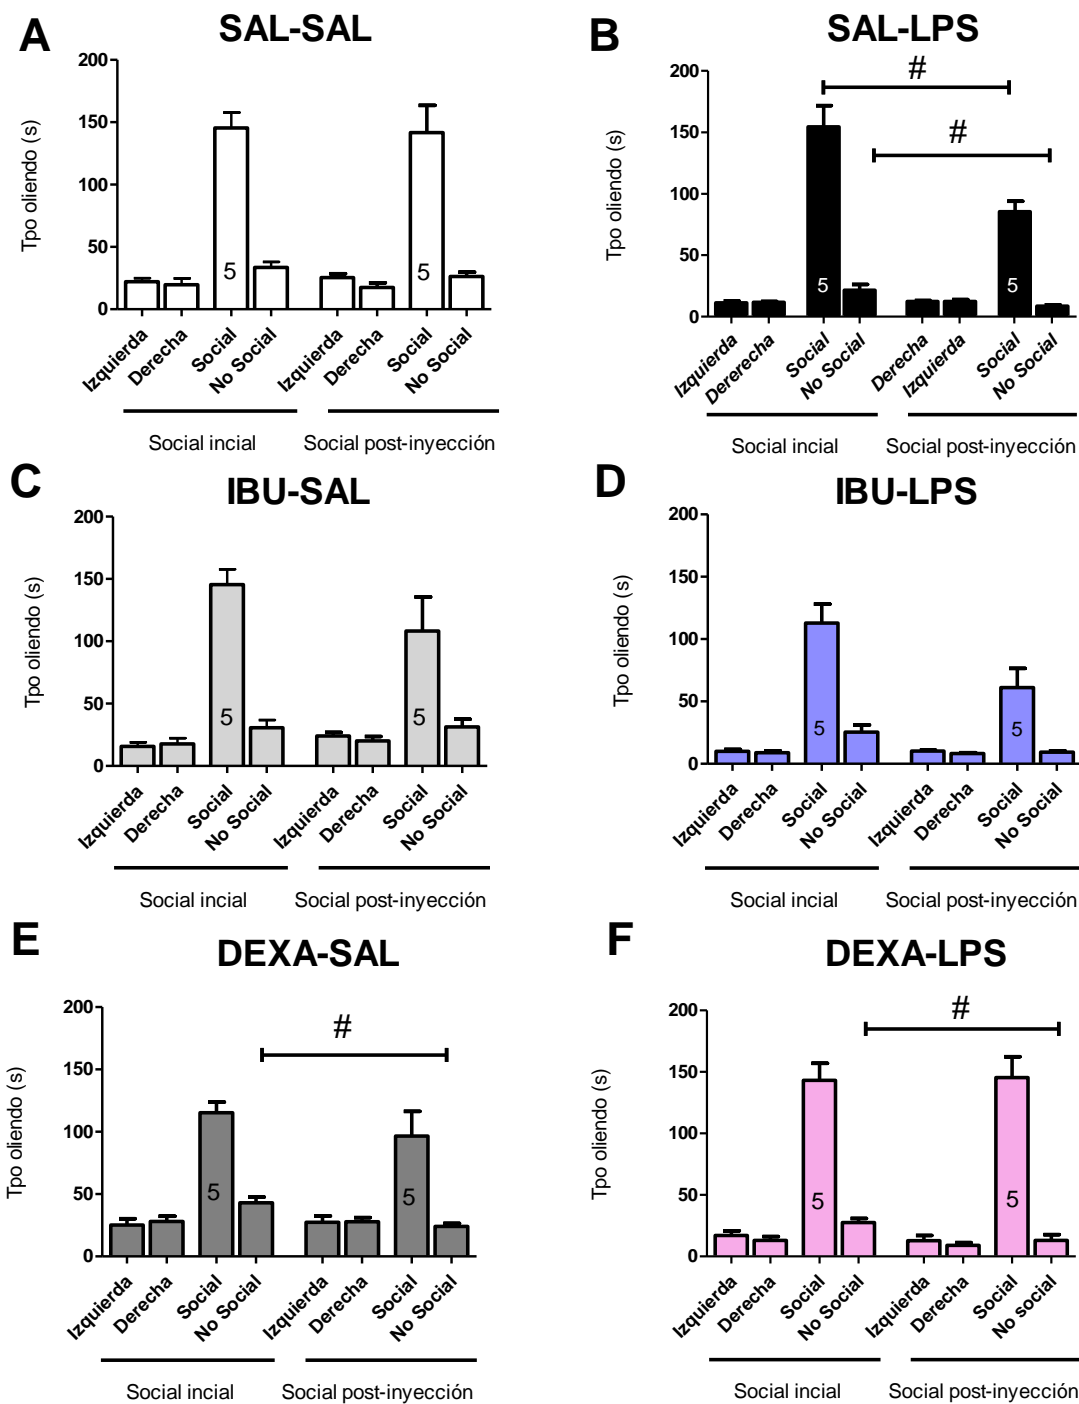 A
SAL-SAL
Tpo oliendo (s)
200
150
100
50
0
5
5
Izquierda
Derecha
Social
No Social
Izquierda
Derecha
Social
No Social
Social incial
Social post-inyección
B
SAL-LPS
Tpo oliendo (s)
200
150
100
50
0
#
#
5
5
Izquierda
Dererecha
Social
No Social
Derecha
Izquierda
Social
No Social
Social incial
Social post-inyección
C
IBU-SAL
Tpo oliendo (s)
200
150
100
50
0
5
5
Izquierda
Derecha
Social
No Social
Izquierda
Derecha
Social
No Social
Social incial
Social post-inyección
D
IBU-LPS
Tpo oliendo (s)
200
150
100
50
0
5
5
Izquierda
Derecha
Social
No Social
Izquierda
Derecha
Social
No Social
Social incial
Social post-inyección
E
DEXA-SAL
Tpo oliendo (s)
200
150
100
50
0
#
5
5
Izquierda
Derecha
Social
No Social
Izquierda
Derecha
Social
No Social
Social incial
Social post-inyección
F
DEXA-LPS
Tpo oliendo (s)
200
150
100
50
0
#
5
5
Izquierda
Derecha
Social
No Social
Izquierda
Derecha
Social
No social
Social incial
Social post-inyección